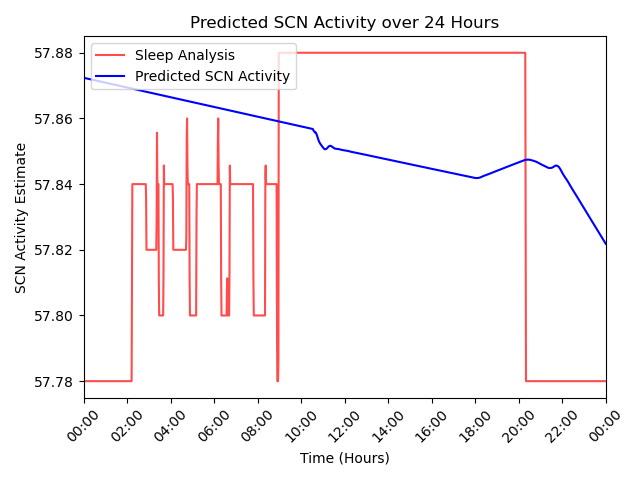 Predicted SCN Activity over 24 Hours
Sleep Analysis
Predicted SCN Activity
SCN Activity Estimate
57.88
57.86
57.84
57.82
57.80
57.78
00:00 02:00 04:00 06:00 08:00 10:00 12:00 14:00 16:00 18:00 20:00 22:00 00:00
Time (Hours)